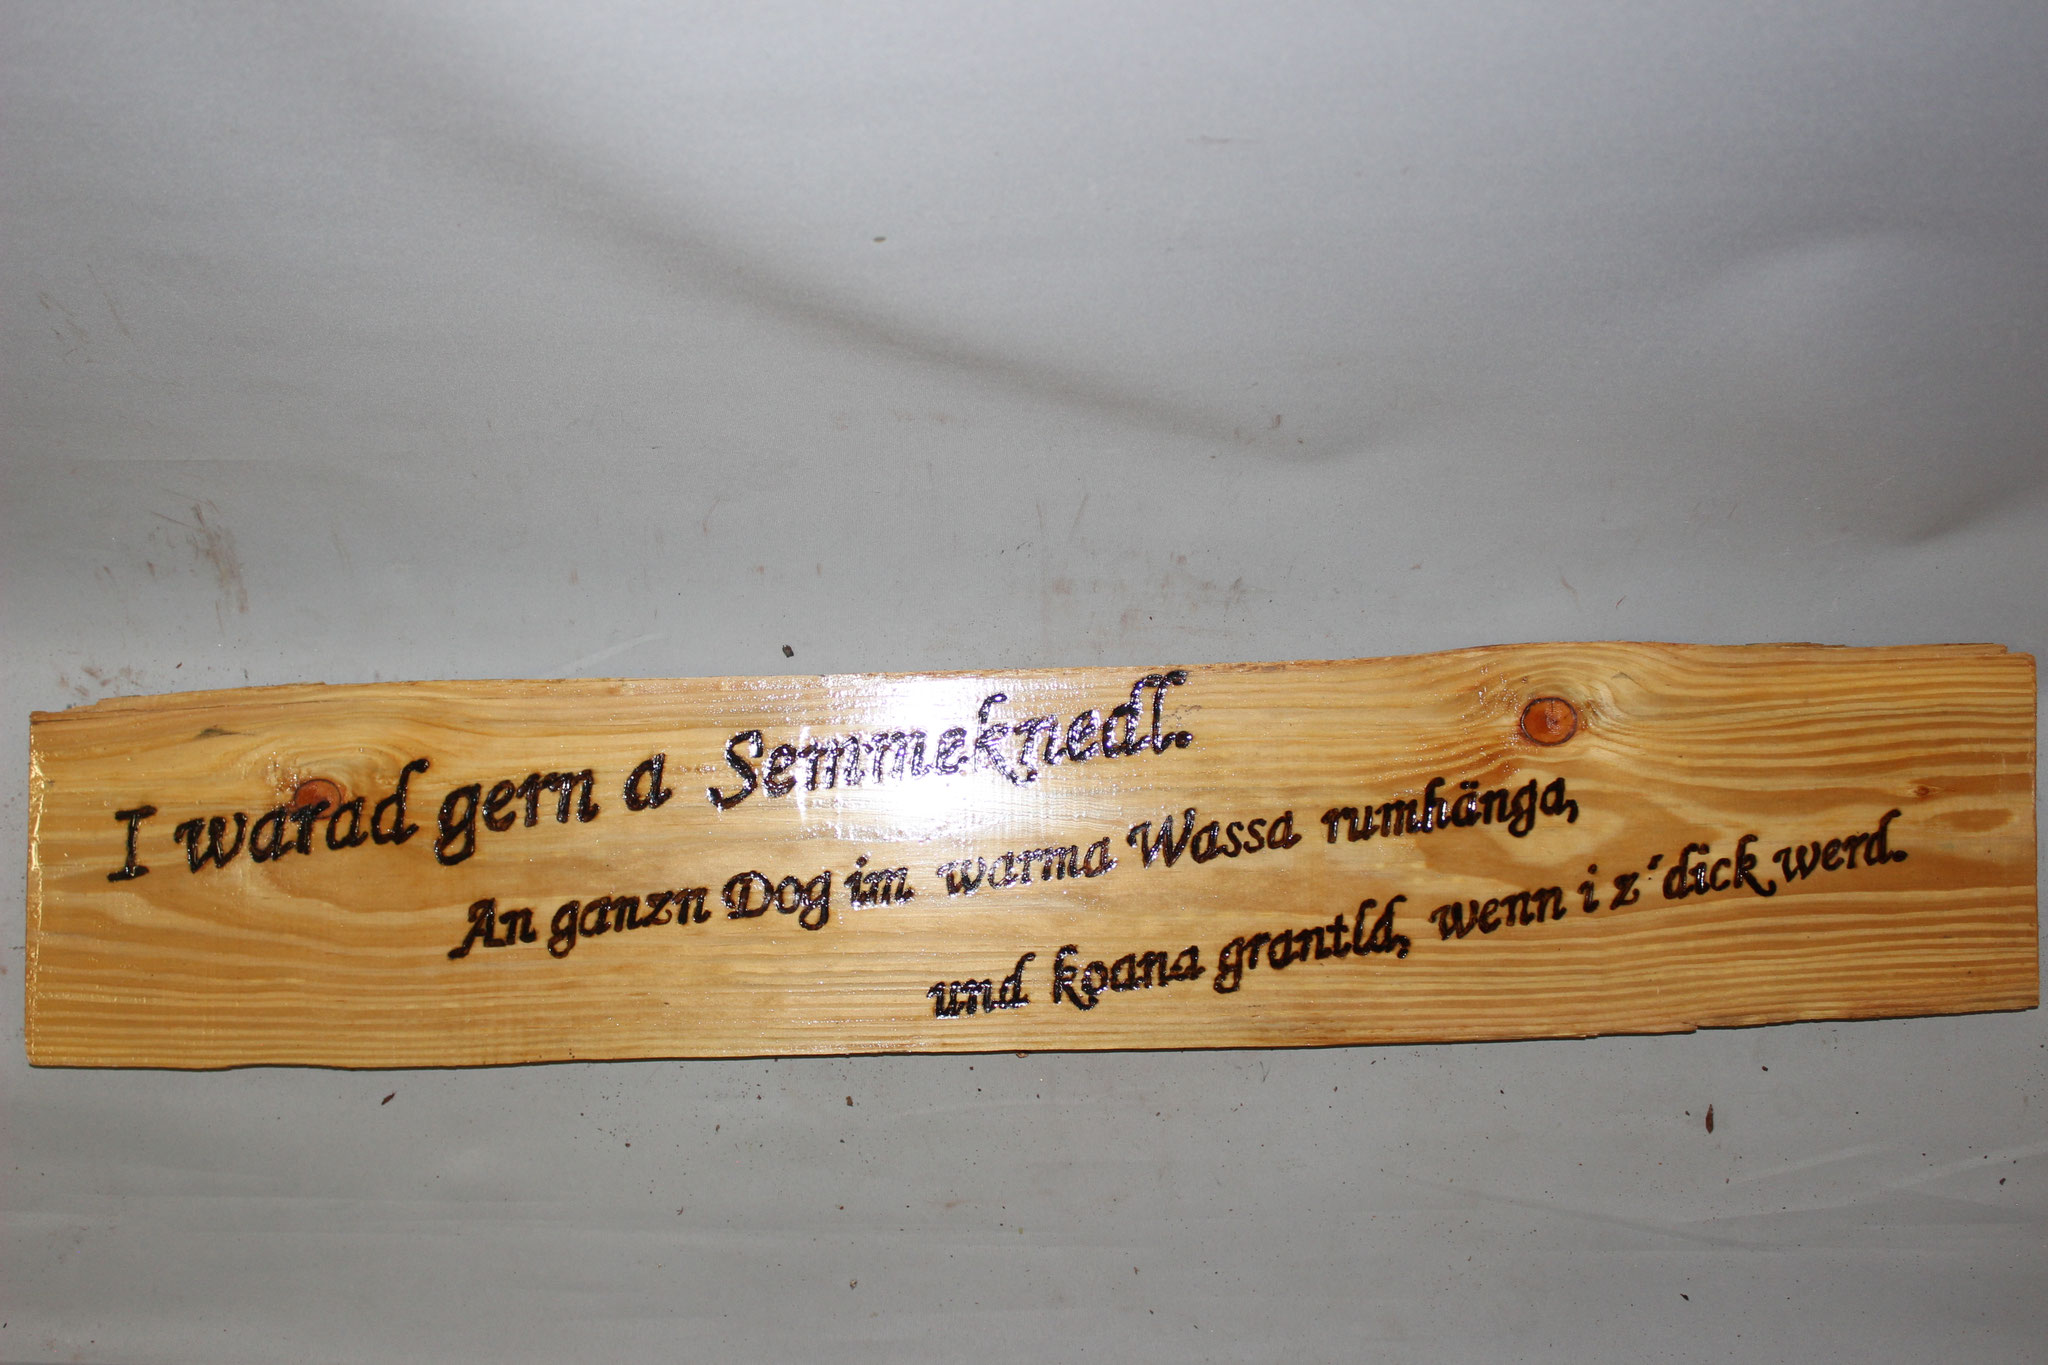 I warad gern a Semmeknedl.
An ganzn Dog im warma Wassa rumhänga,
und koana grantld, wenn i z´dick werd.